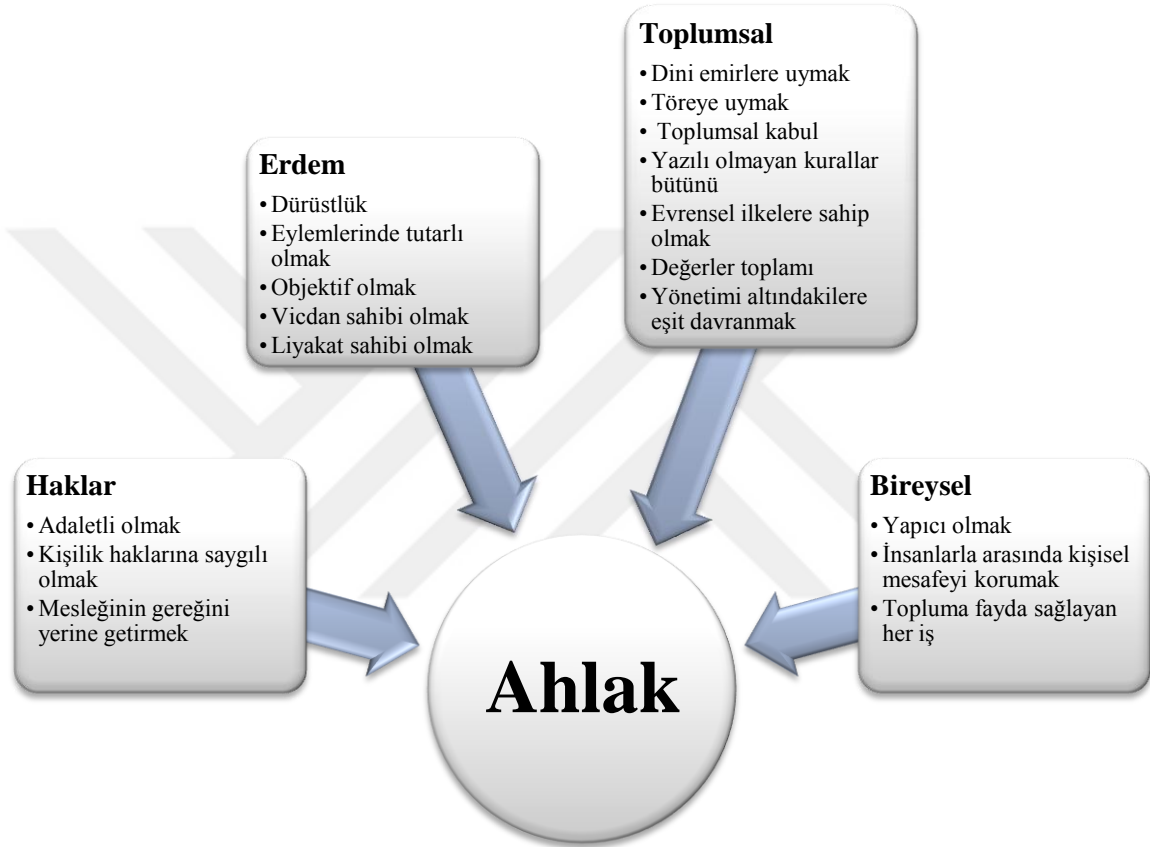 Toplumsal
• Dini emirlere uymak
• Töreye uymak
• Toplumsal kabul
• Yazılı olmayan kurallar
bütünü
• Evrensel ilkelere sahip
olmak
• Değerler toplamı
• Yönetimi altındakilere
eşit davranmak
Erdem
• Dürüstlük
• Eylemlerinde tutarlı
olmak
• Objektif olmak
• Vicdan sahibi olmak
• Liyakat sahibi olmak
Haklar
• Adaletli olmak
• Kişilik haklarına saygılı
olmak
• Mesleğinin gereğini
yerine getirmek
Bireysel
• Yapıcı olmak
• İnsanlarla arasında kişisel
mesafeyi korumak
• Topluma fayda sağlayan
her iş
Ahlak